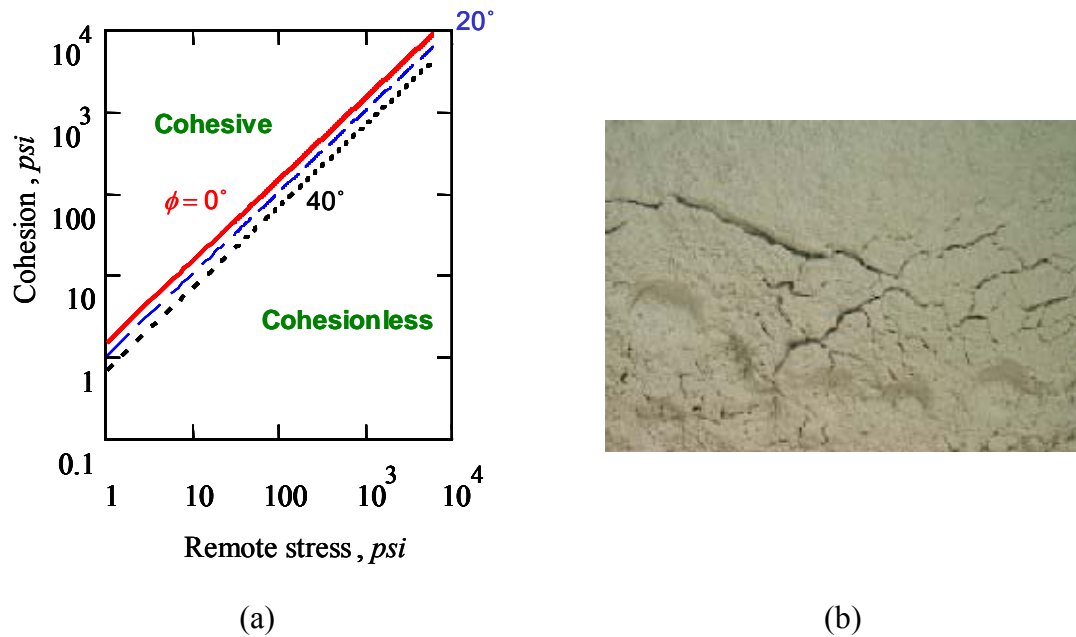 20°
10^4
10^3
100
10
1
0.1
Cohesion, psi
Cohesive
ϕ=0°
40°
Cohesionless
1 10 100 10^3 10^4
Remote stress, psi
(a) (b)